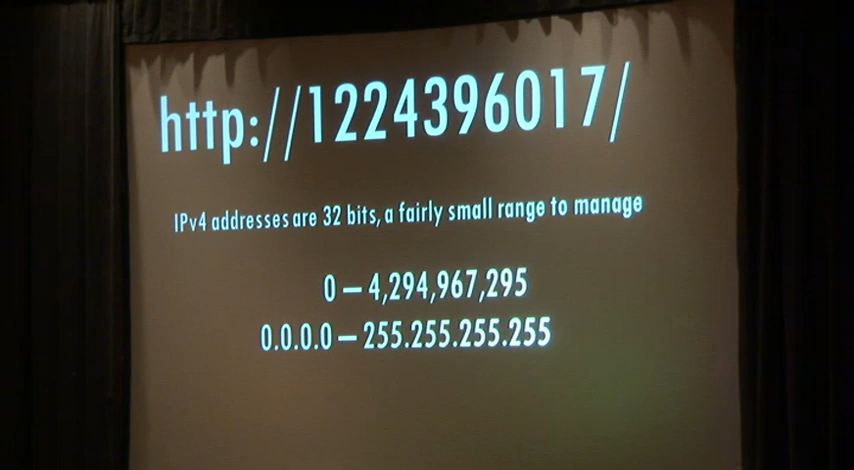 http://1224396017/
IPv4 addresses are 32 bits, a fairly small range to manage
0 – 4,294,967,295
0.0.0.0 – 255.255.255.255